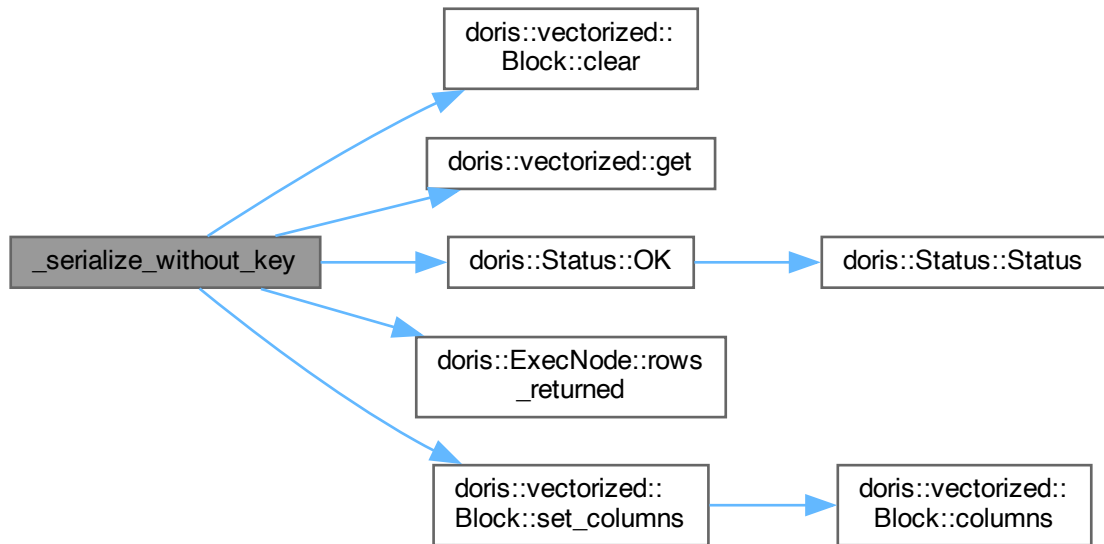 doris::vectorized::
Block::clear
doris::vectorized::get
_serialize_without_key
doris::Status::OK
doris::Status::Status
doris::ExecNode::rows
_returned
doris::vectorized::
Block::set_columns
doris::vectorized::
Block::columns